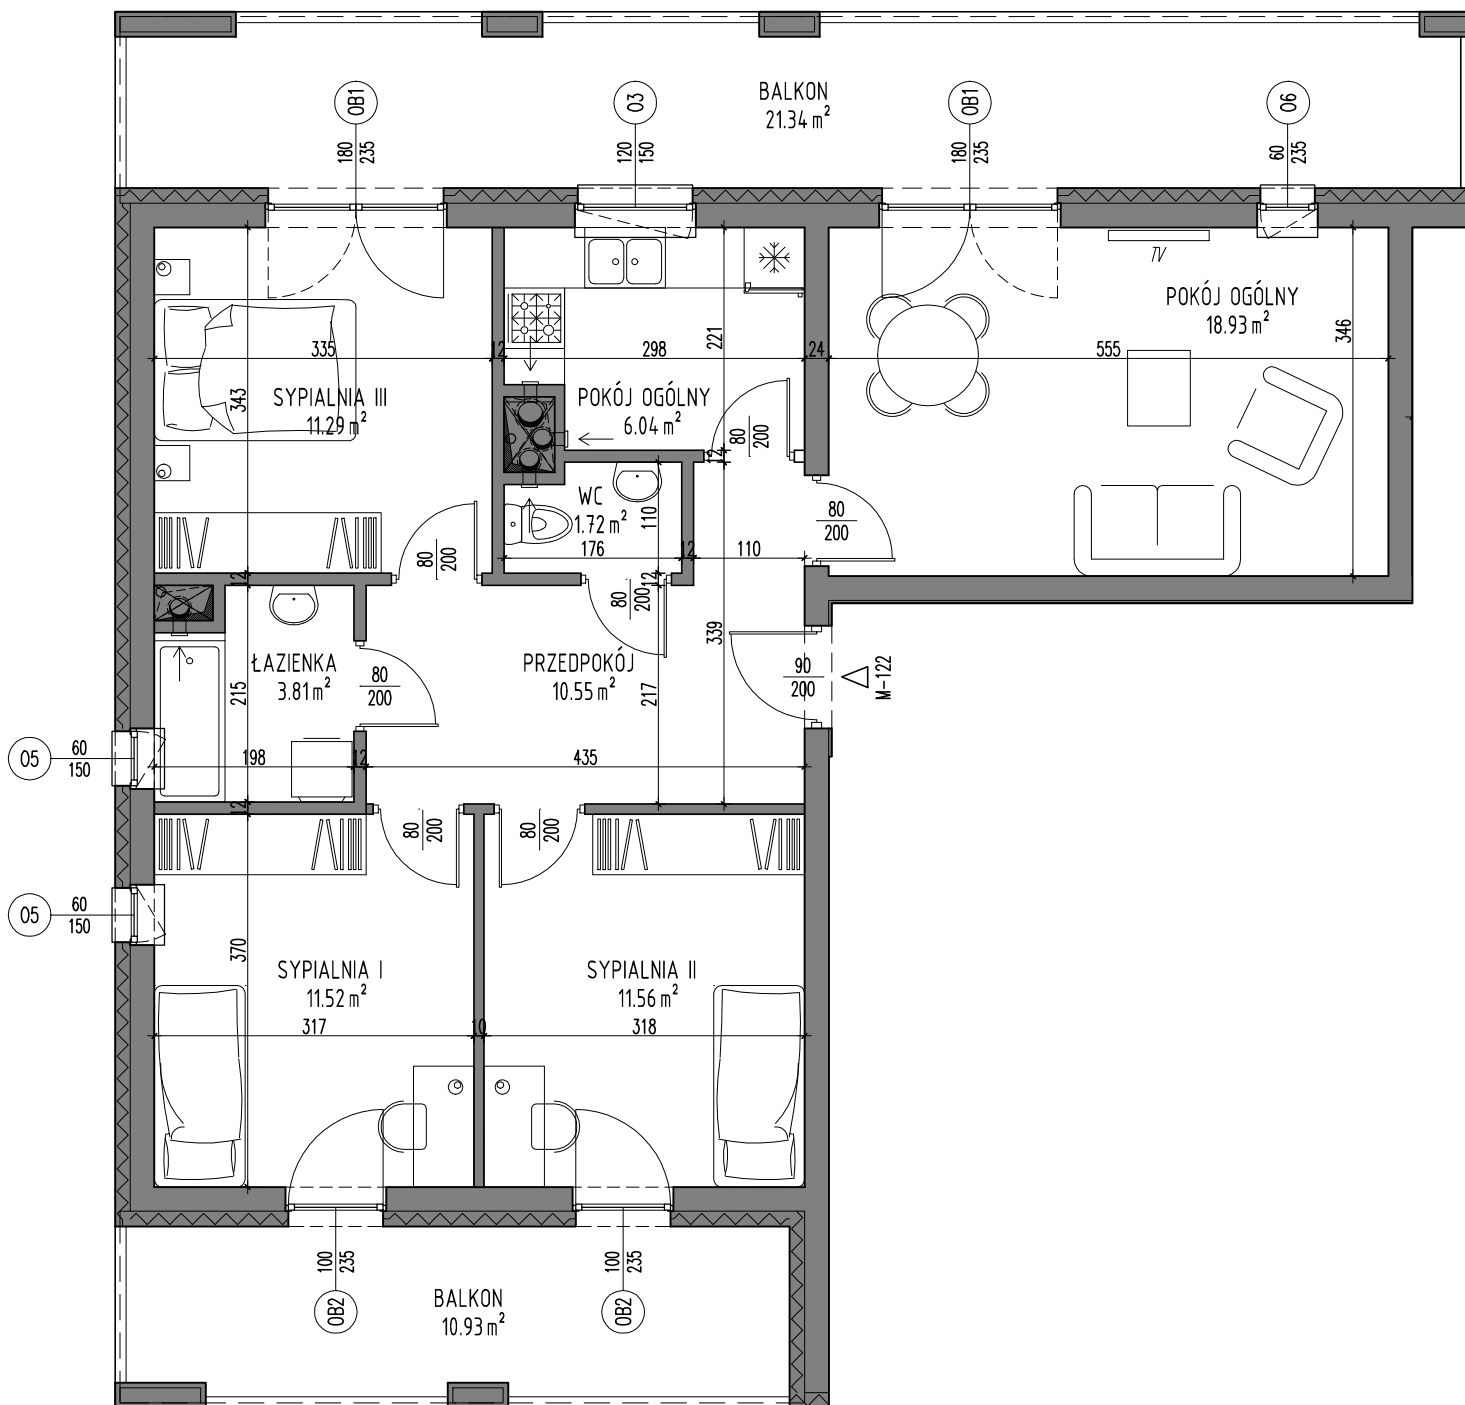 BALKON
21.34 m²
OB1
180
235
O3
120
150
OB1
180
235
O6
60
235
TV
POKÓJ OGÓLNY
18.93 m²
346
335
12
298
221
24
555
343
SYPIALNIA III
11.29 m²
POKÓJ OGÓLNY
6.04 m²
80
200
12
WC
1.72 m²
110
176
12
110
80
200
80
200
12
12
80
200
339
ŁAZIENKA
3.81 m²
215
80
200
PRZEDPOKÓJ
10.55 m²
217
90
200
M-122
O5
60
150
198
12
435
12
80
200
80
200
O5
60
150
370
SYPIALNIA I
11.52 m²
317
10
SYPIALNIA II
11.56 m²
318
100
235
OB2
100
235
OB2
BALKON
10.93 m²